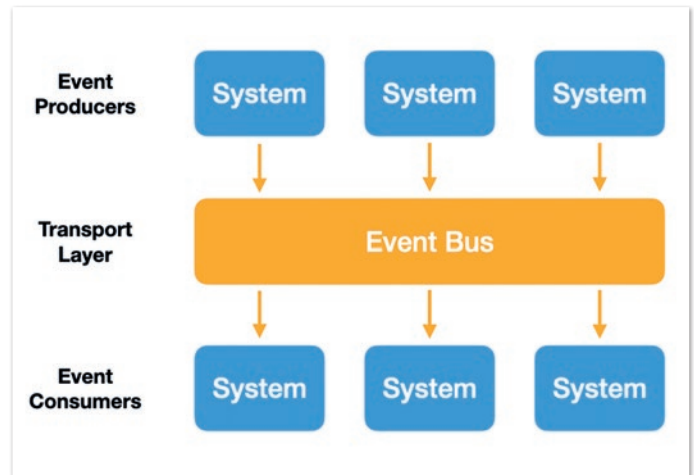 Event
Producers
System
System
System
Transport
Layer
Event Bus
Event
Consumers
System
System
System